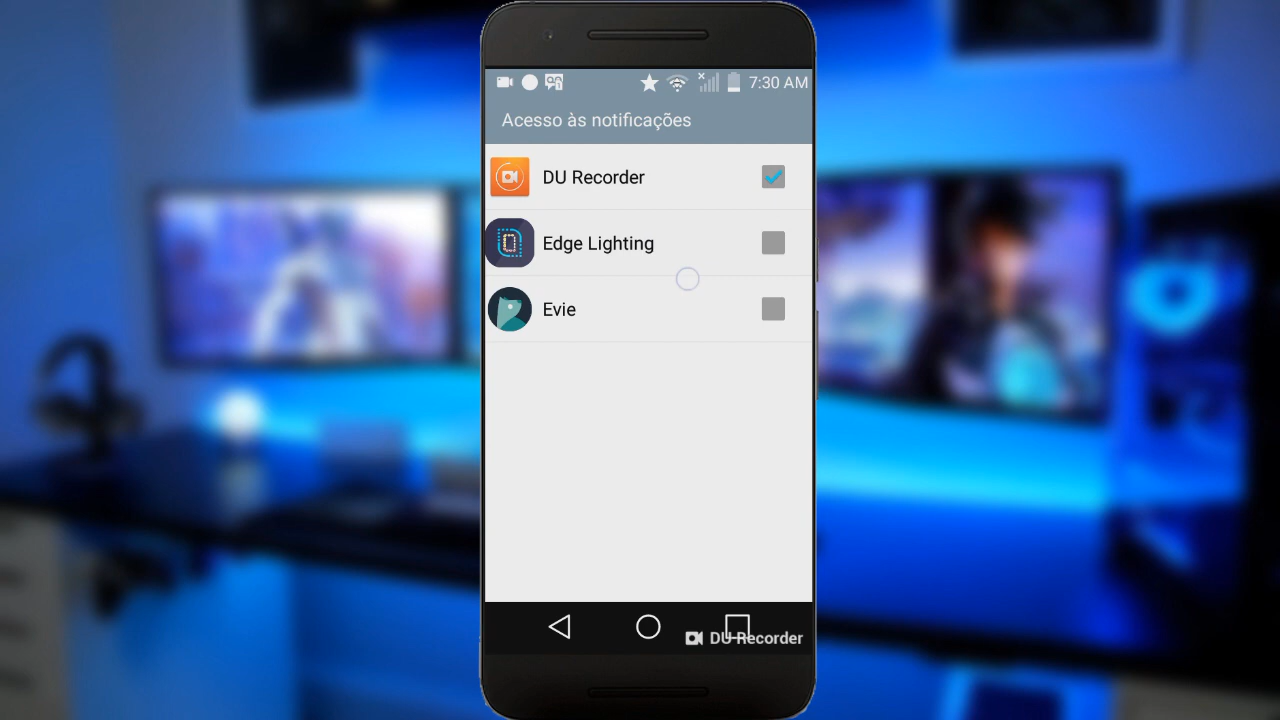 7:30 AM
Acesso às notificações
DU Recorder
Edge Lighting
Evie
DU Recorder